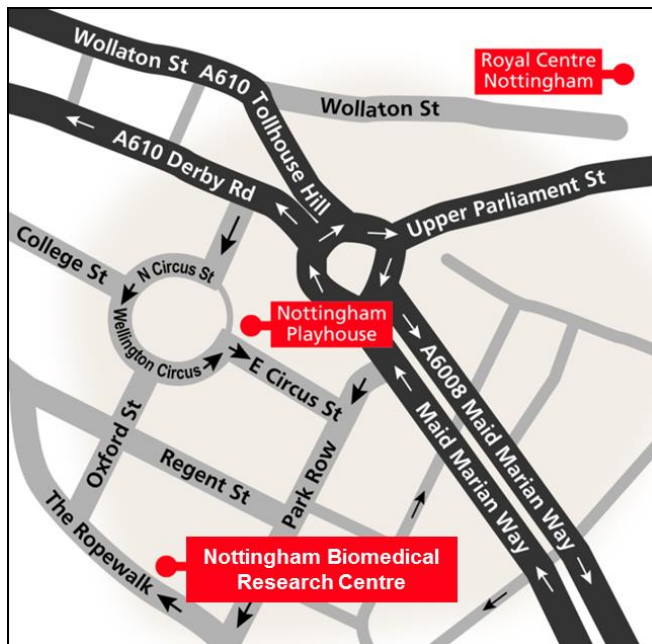 Wollaton St A610
Tollhouse Hill
Royal Centre
Nottingham
Wollaton St
A610 Derby Rd
Upper Parliament St
College St
N Circus St
Wellington Circus
Nottingham
Playhouse
E Circus St
A6008 Maid Marian Way
Maid Marian Way
Oxford St
Regent St
Park Row
The Ropewalk
Nottingham Biomedical
Research Centre